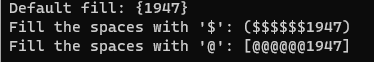 Default fill: {1947}
Fill the spaces with '$': ($$$$$$1947)
Fill the spaces with '@': [@@@@@@1947]